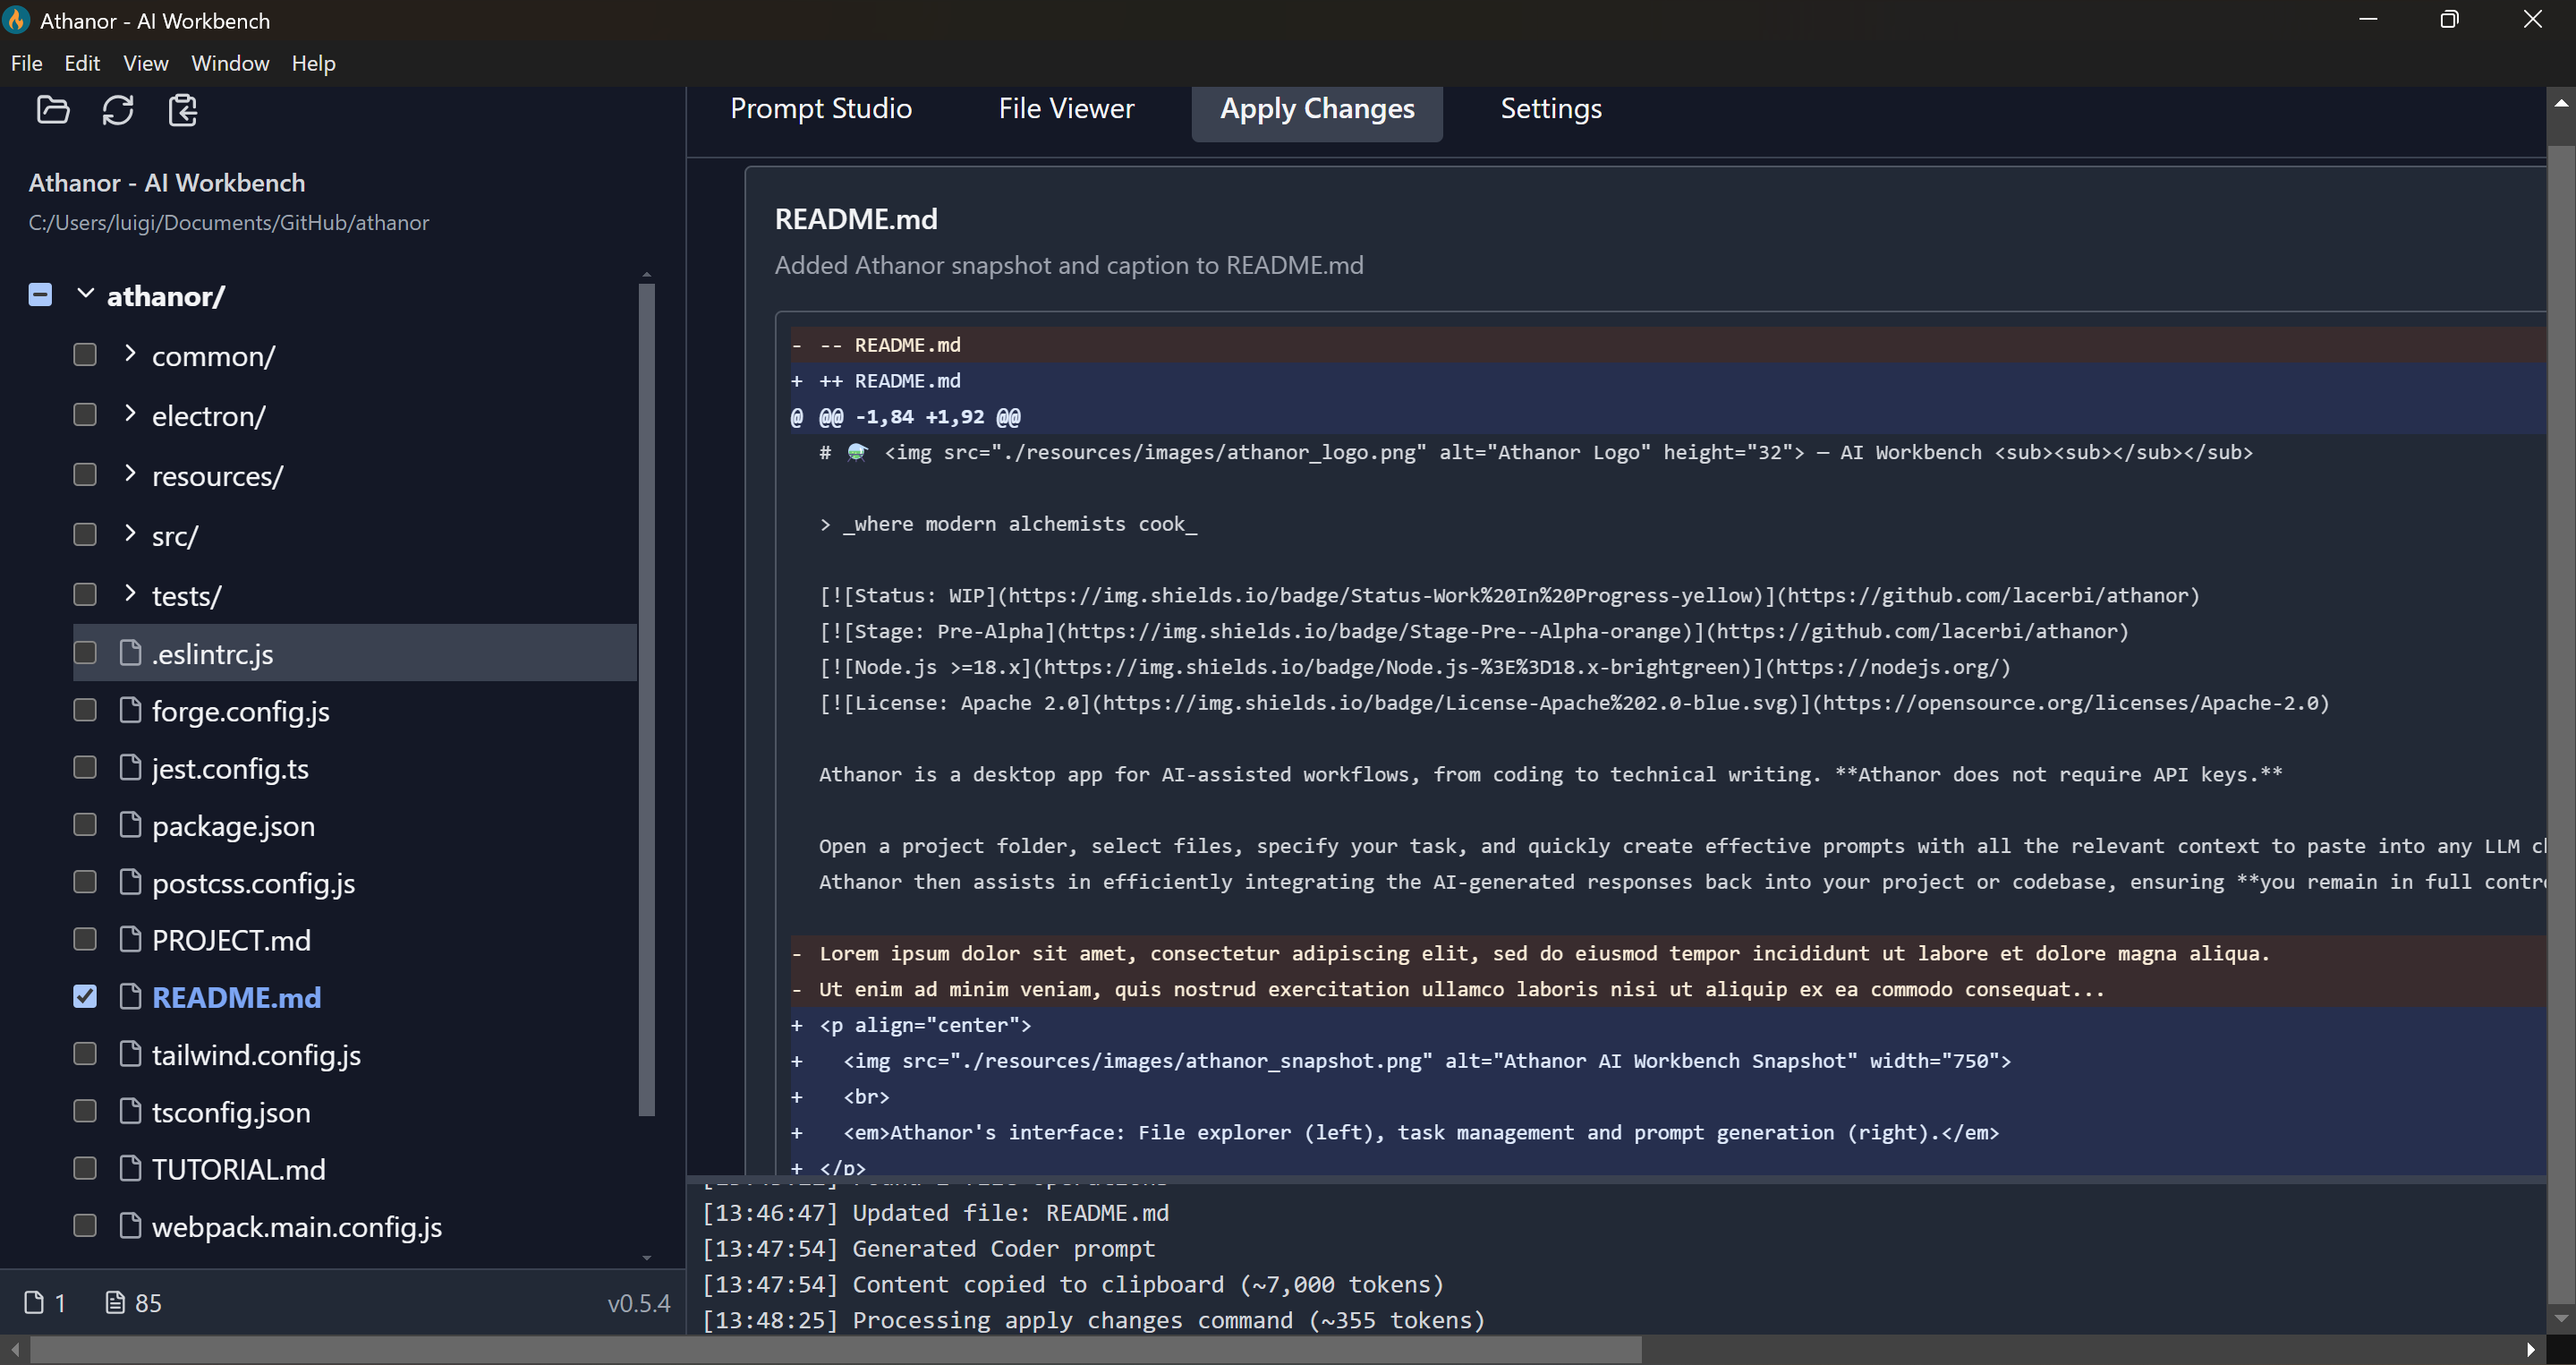 Athanor - AI Workbench
File Edit View Window Help
Prompt Studio File Viewer Apply Changes Settings
Athanor - AI Workbench
C:/Users/luigi/Documents/GitHub/athanor
athanor/
common/
electron/
resources/
src/
tests/
.eslintrc.js
forge.config.js
jest.config.ts
package.json
postcss.config.js
PROJECT.md
README.md
tailwind.config.js
tsconfig.json
TUTORIAL.md
webpack.main.config.js
1 85 v0.5.4
README.md
Added Athanor snapshot and caption to README.md
- -- README.md
+ ++ README.md
@ @@ -1,84 +1,92 @@
# <img src="./resources/images/athanor_logo.png" alt="Athanor Logo" height="32"> — AI Workbench <sub><sub></sub></sub>
> _where modern alchemists cook_
[![Status: WIP](https://img.shields.io/badge/Status-Work%20In%20Progress-yellow)](https://github.com/lacerbi/athanor)
[![Stage: Pre-Alpha](https://img.shields.io/badge/Stage-Pre--Alpha-orange)](https://github.com/lacerbi/athanor)
[![Node.js >=18.x](https://img.shields.io/badge/Node.js-%3E%3D18.x-brightgreen)](https://nodejs.org/)
[![License: Apache 2.0](https://img.shields.io/badge/License-Apache%202.0-blue.svg)](https://opensource.org/licenses/Apache-2.0)
Athanor is a desktop app for AI-assisted workflows, from coding to technical writing. **Athanor does not require API keys.**
Open a project folder, select files, specify your task, and quickly create effective prompts with all the relevant context to paste into any LLM
Athanor then assists in efficiently integrating the AI-generated responses back into your project or codebase, ensuring **you remain in full
- Lorem ipsum dolor sit amet, consectetur adipiscing elit, sed do eiusmod tempor incididunt ut labore et dolore magna aliqua.
- Ut enim ad minim veniam, quis nostrud exercitation ullamco laboris nisi ut aliquip ex ea commodo consequat...
+ <p align="center">
+ <img src="./resources/images/athanor_snapshot.png" alt="Athanor AI Workbench Snapshot" width="750">
+ <br>
+ <em>Athanor's interface: File explorer (left), task management and prompt generation (right).</em>
+ </p>
[13:46:47] Updated file: README.md
[13:47:54] Generated Coder prompt
[13:47:54] Content copied to clipboard (~7,000 tokens)
[13:48:25] Processing apply changes command (~355 tokens)